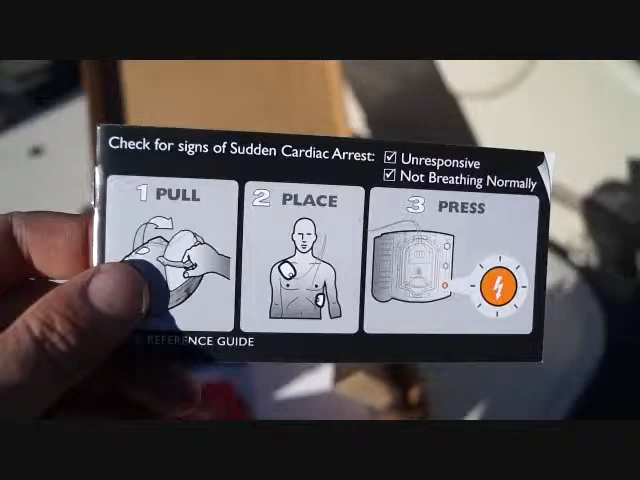 Check for signs of Sudden Cardiac Arrest: ☑ Unresponsive
☑ Not Breathing Normally
1 PULL
2 PLACE
3 PRESS
REFERENCE GUIDE